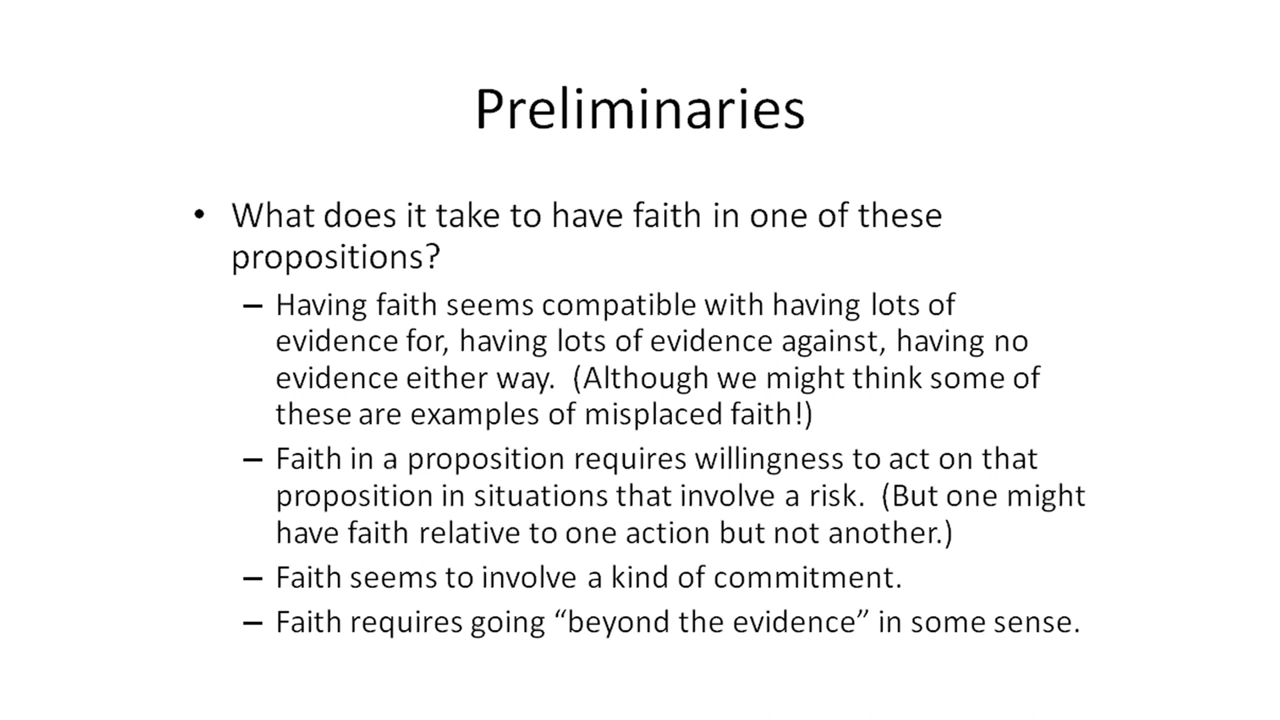 Preliminaries
• What does it take to have faith in one of these
propositions?
– Having faith seems compatible with having lots of
evidence for, having lots of evidence against, having no
evidence either way.  (Although we might think some of
these are examples of misplaced faith!)
– Faith in a proposition requires willingness to act on that
proposition in situations that involve a risk.  (But one might
have faith relative to one action but not another.)
– Faith seems to involve a kind of commitment.
– Faith requires going “beyond the evidence” in some sense.